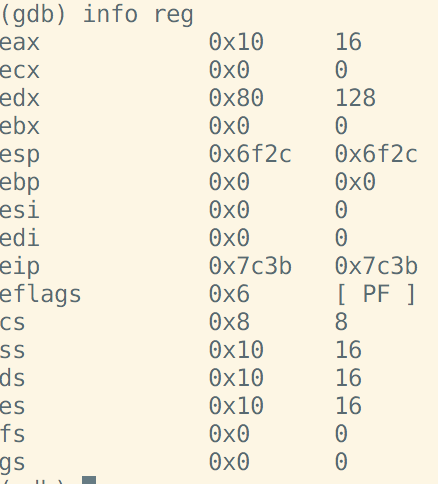 (gdb) info reg
eax 0x10 16
ecx 0x0 0
edx 0x80 128
ebx 0x0 0
esp 0x6f2c 0x6f2c
ebp 0x0 0x0
esi 0x0 0
edi 0x0 0
eip 0x7c3b 0x7c3b
eflags 0x6 [ PF ]
cs 0x8 8
ss 0x10 16
ds 0x10 16
es 0x10 16
fs 0x0 0
gs 0x0 0
(gdb)